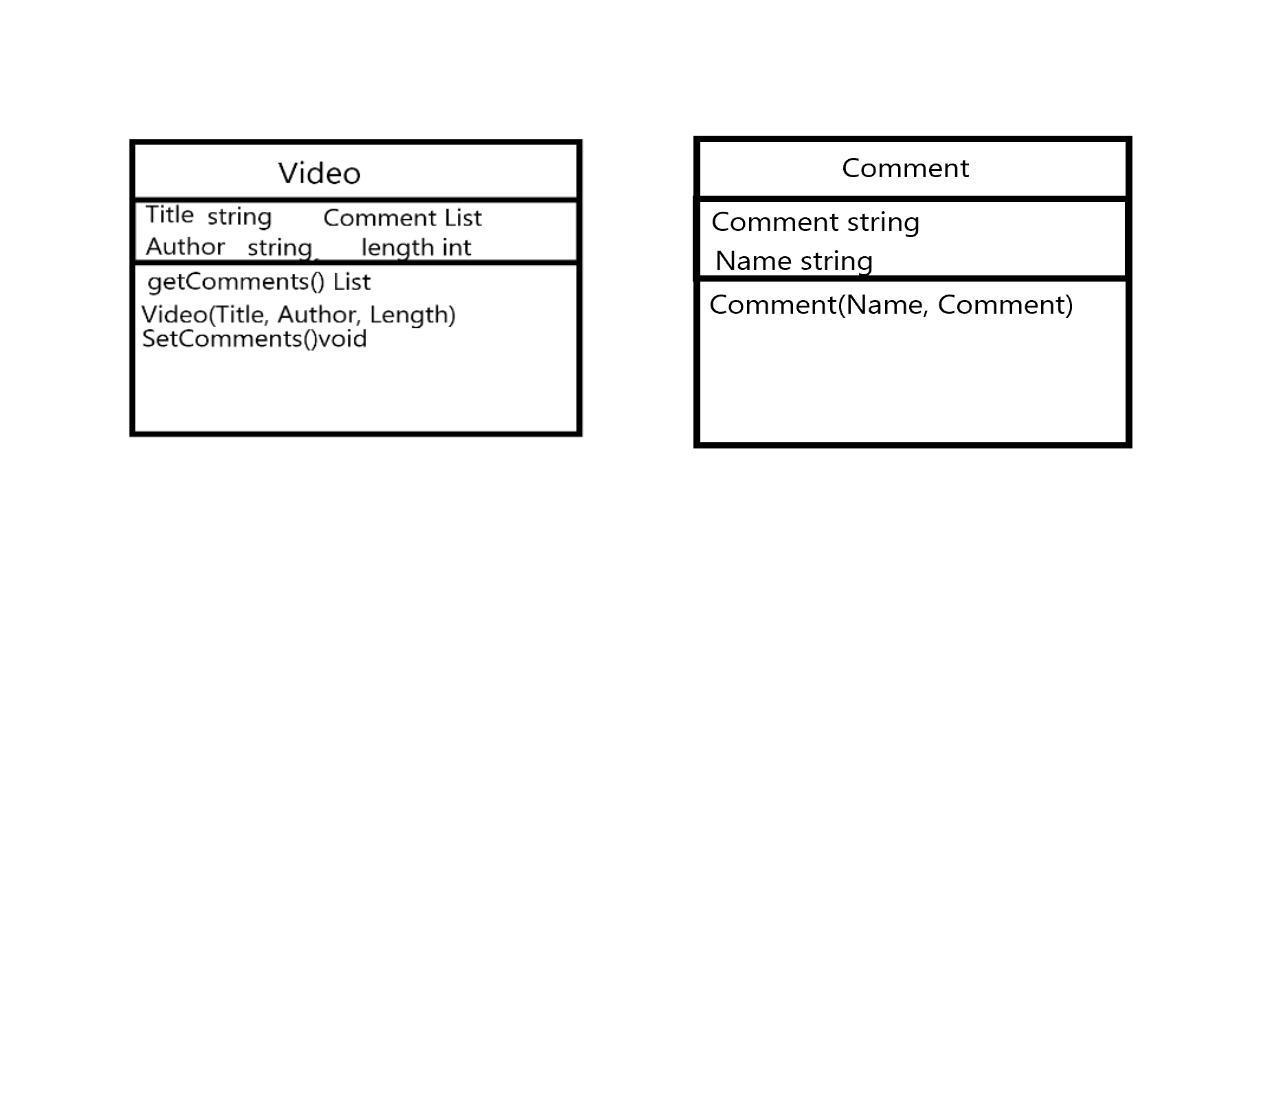 Video
Title string Comment List
Author string, length int
getComments() List
Video(Title, Author, Length)
SetComments()void
Comment
Comment string
Name string
Comment(Name, Comment)